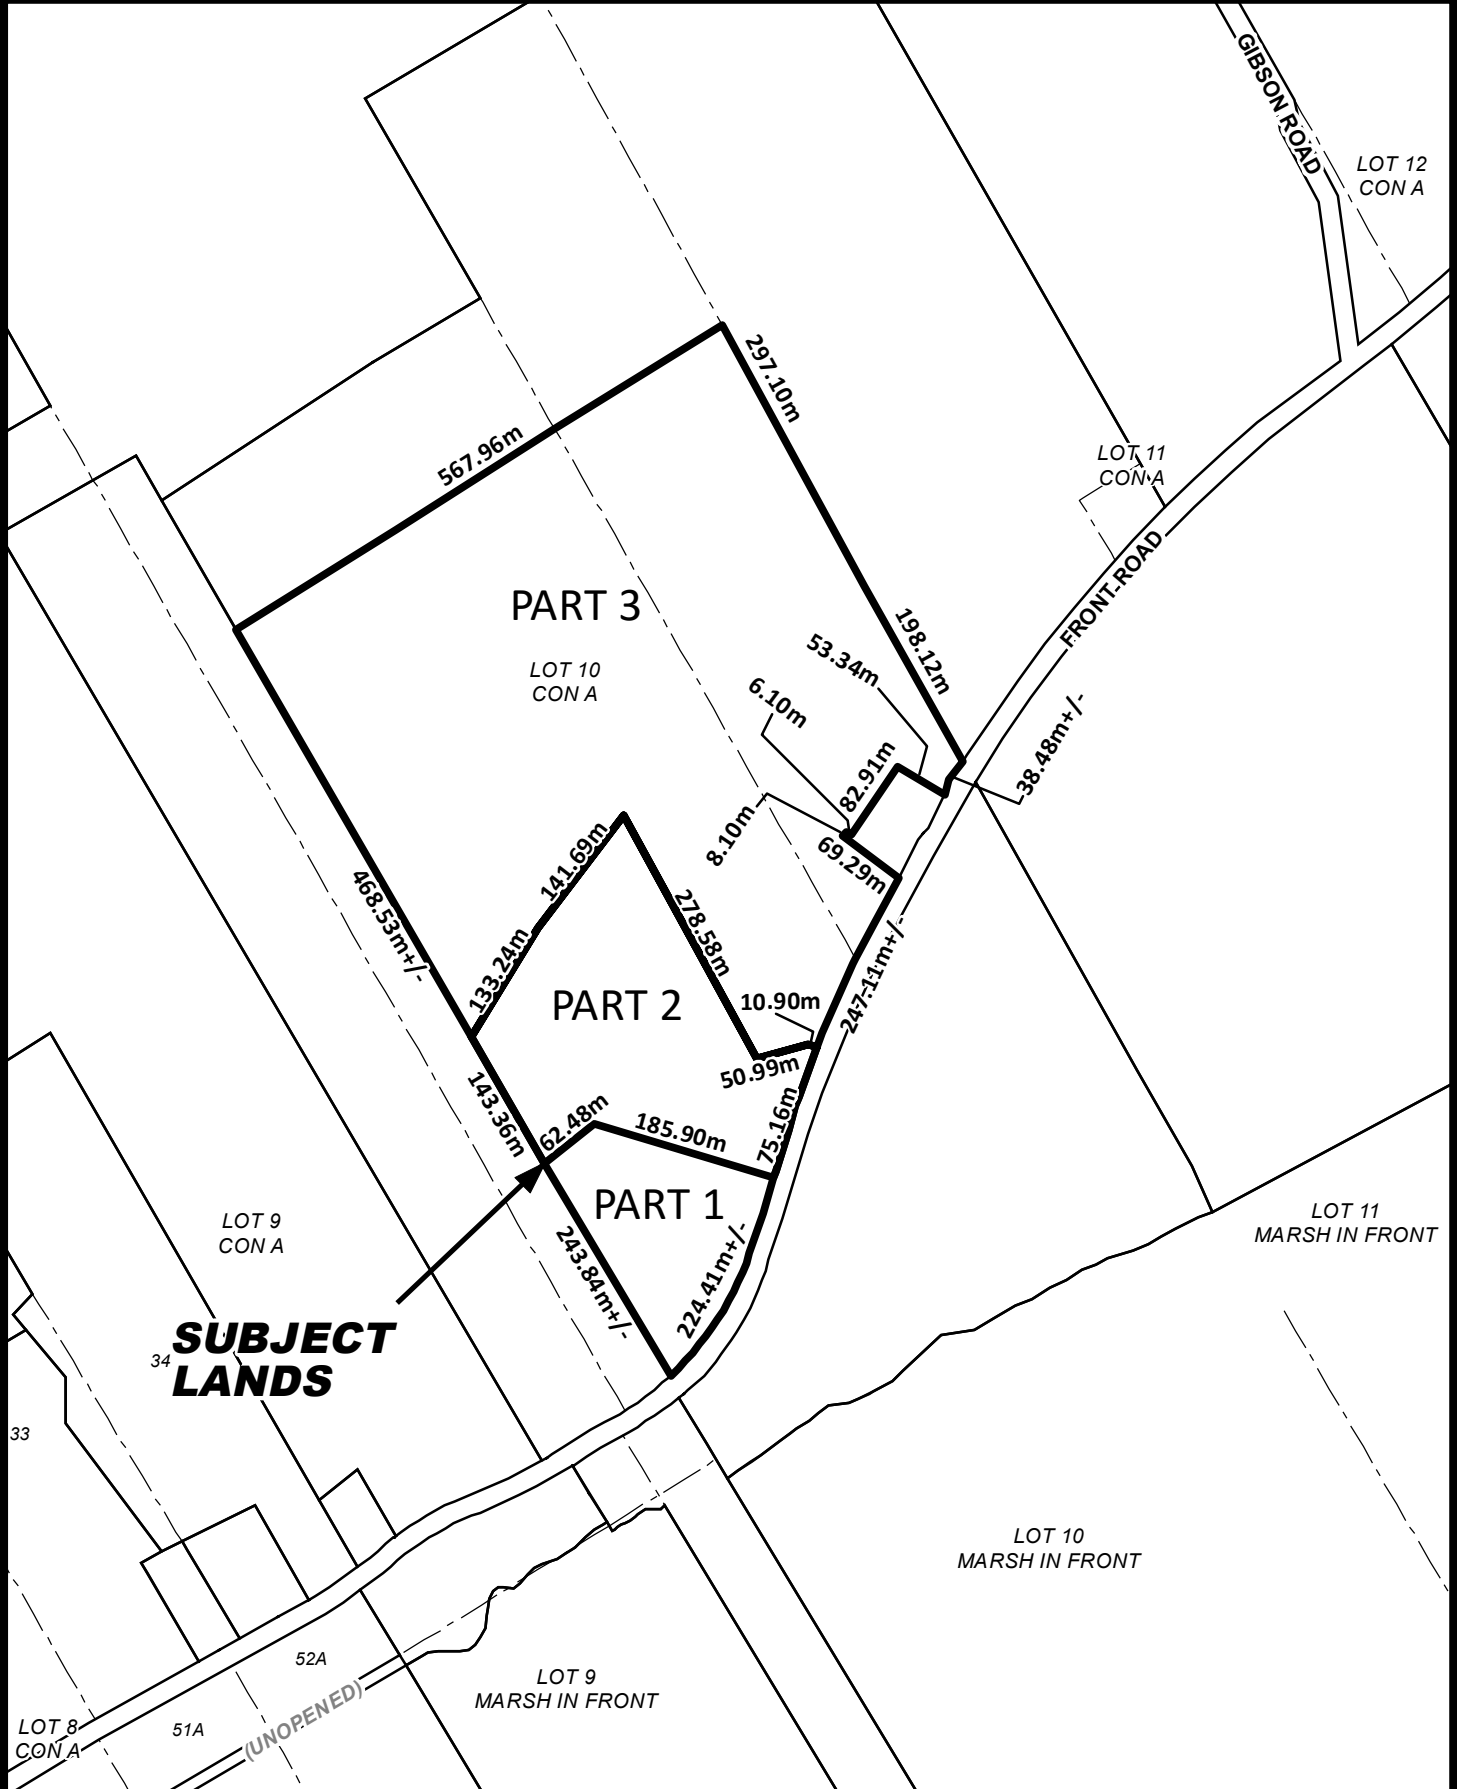 GIBSON ROAD
LOT 12
CON A
297.10m
567.96m
LOT 11
CON A
FRONT ROAD
PART 3
LOT 10
CON A
198.12m
53.34m
6.10m
38.48m+/-
82.91m
8.10m
69.29m
141.69m
468.53m+/-
278.58m
133.24m
247.11m+/-
PART 2
10.90m
50.99m
143.36m
62.48m
185.90m
75.16m
PART 1
LOT 9
CON A
LOT 11
MARSH IN FRONT
243.84m+/-
224.41m+/-
SUBJECT
LANDS
34
33
LOT 10
MARSH IN FRONT
52A
LOT 9
MARSH IN FRONT
(UNOPENED)
51A
LOT 8
CON A